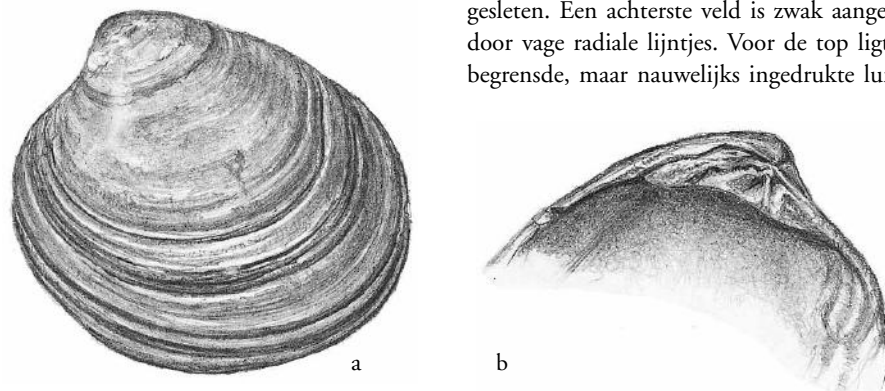 gesleten. Een achterste veld is zwak aange
door vage radiale lijntjes. Voor de top ligt
begrensde, maar nauwelijks ingedrukte lu
a
b